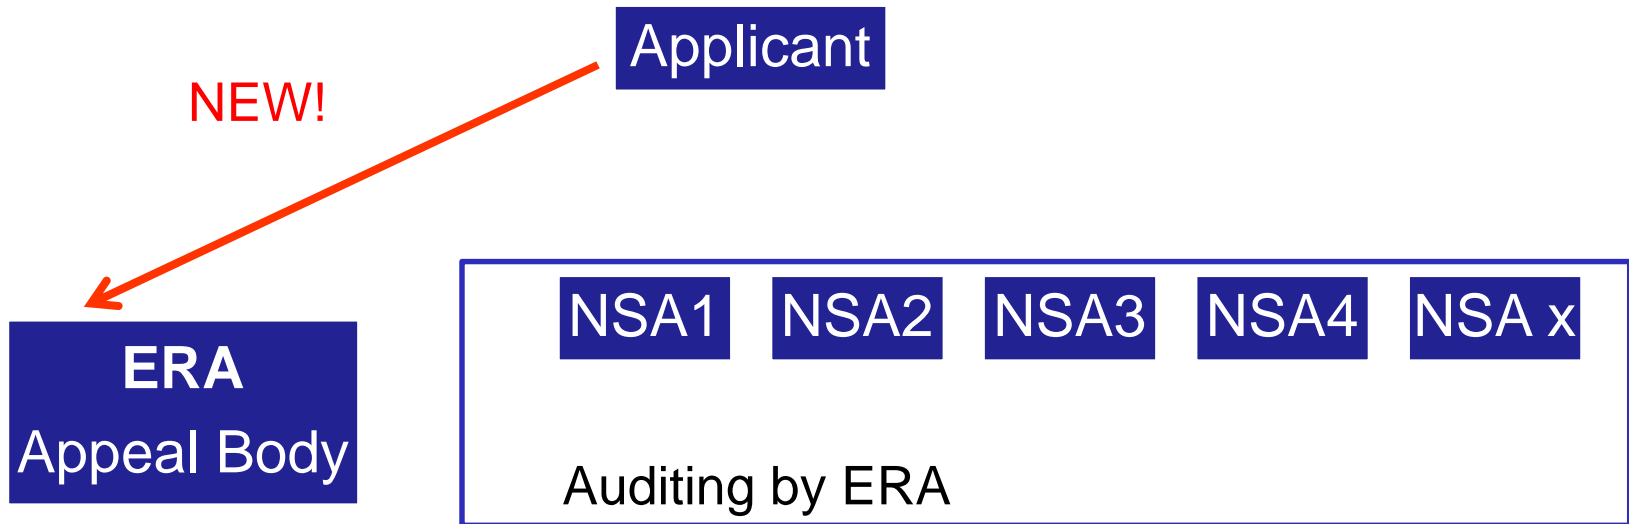 Applicant
NEW!
NSA1 NSA2 NSA3 NSA4 NSA x
ERA
Appeal Body
Auditing by ERA